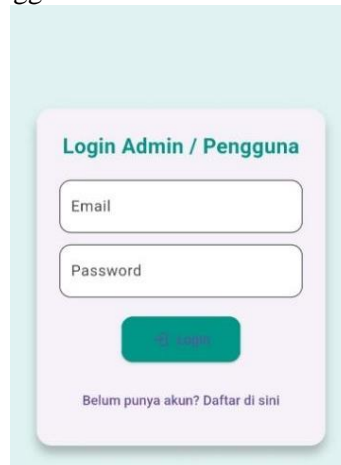 Login Admin / Pengguna
Email
Password
Login
Belum punya akun? Daftar di sini